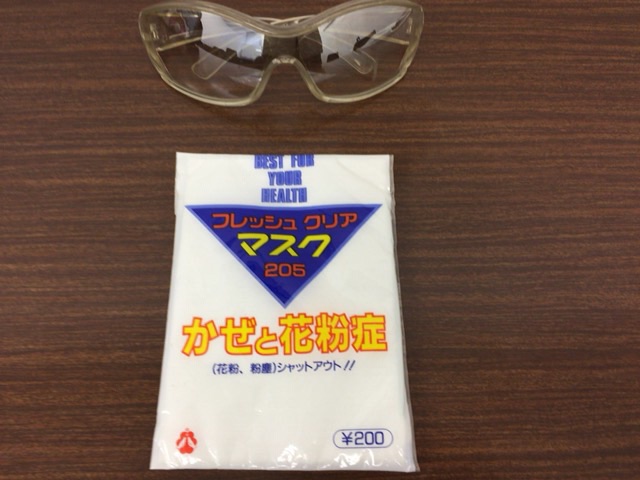 BEST FOR
YOUR
HEALTH
フレッシュ クリア
マスク
205
かぜと花粉症
(花粉、粉塵)シャットアウト!!
¥200